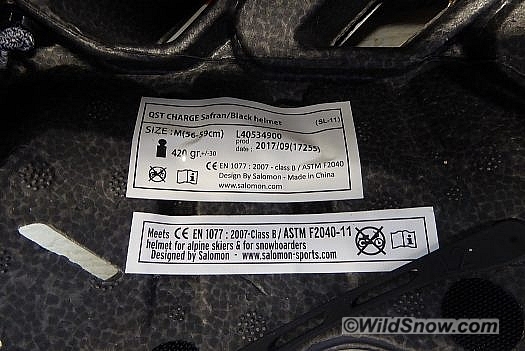 QST CHARGE Safran/Black helmet (SL-11)
SIZE: M(56-59cm) L40534900
prod date : 2017/09(17255)
420 gr.+/-30
CE EN 1077 : 2007 - class B / ASTM F2040
Design By Salomon - Made in China
www.salomon.com
Meets CE EN 1077 : 2007-Class B / ASTM F2040-11
helmet for alpine skiers & for snowboarders
Designed by Salomon - www.salomon-sports.com
©WildSnow.com